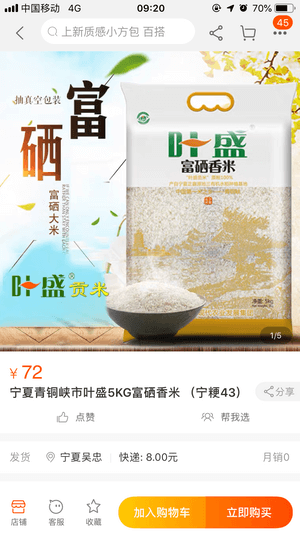 中国移动 4G 09:20 70%
上新质感小方包 百搭
45
抽真空包装
富
硒
富硒大米
叶盛®
贡米
叶盛
富硒香米
1/5
¥72
宁夏青铜峡市叶盛5KG富硒香米 （宁粳43）
分享
点赞 帮我选
发货 宁夏吴忠 快递: 8.00元 月销0
店铺 客服 收藏 加入购物车 立即购买